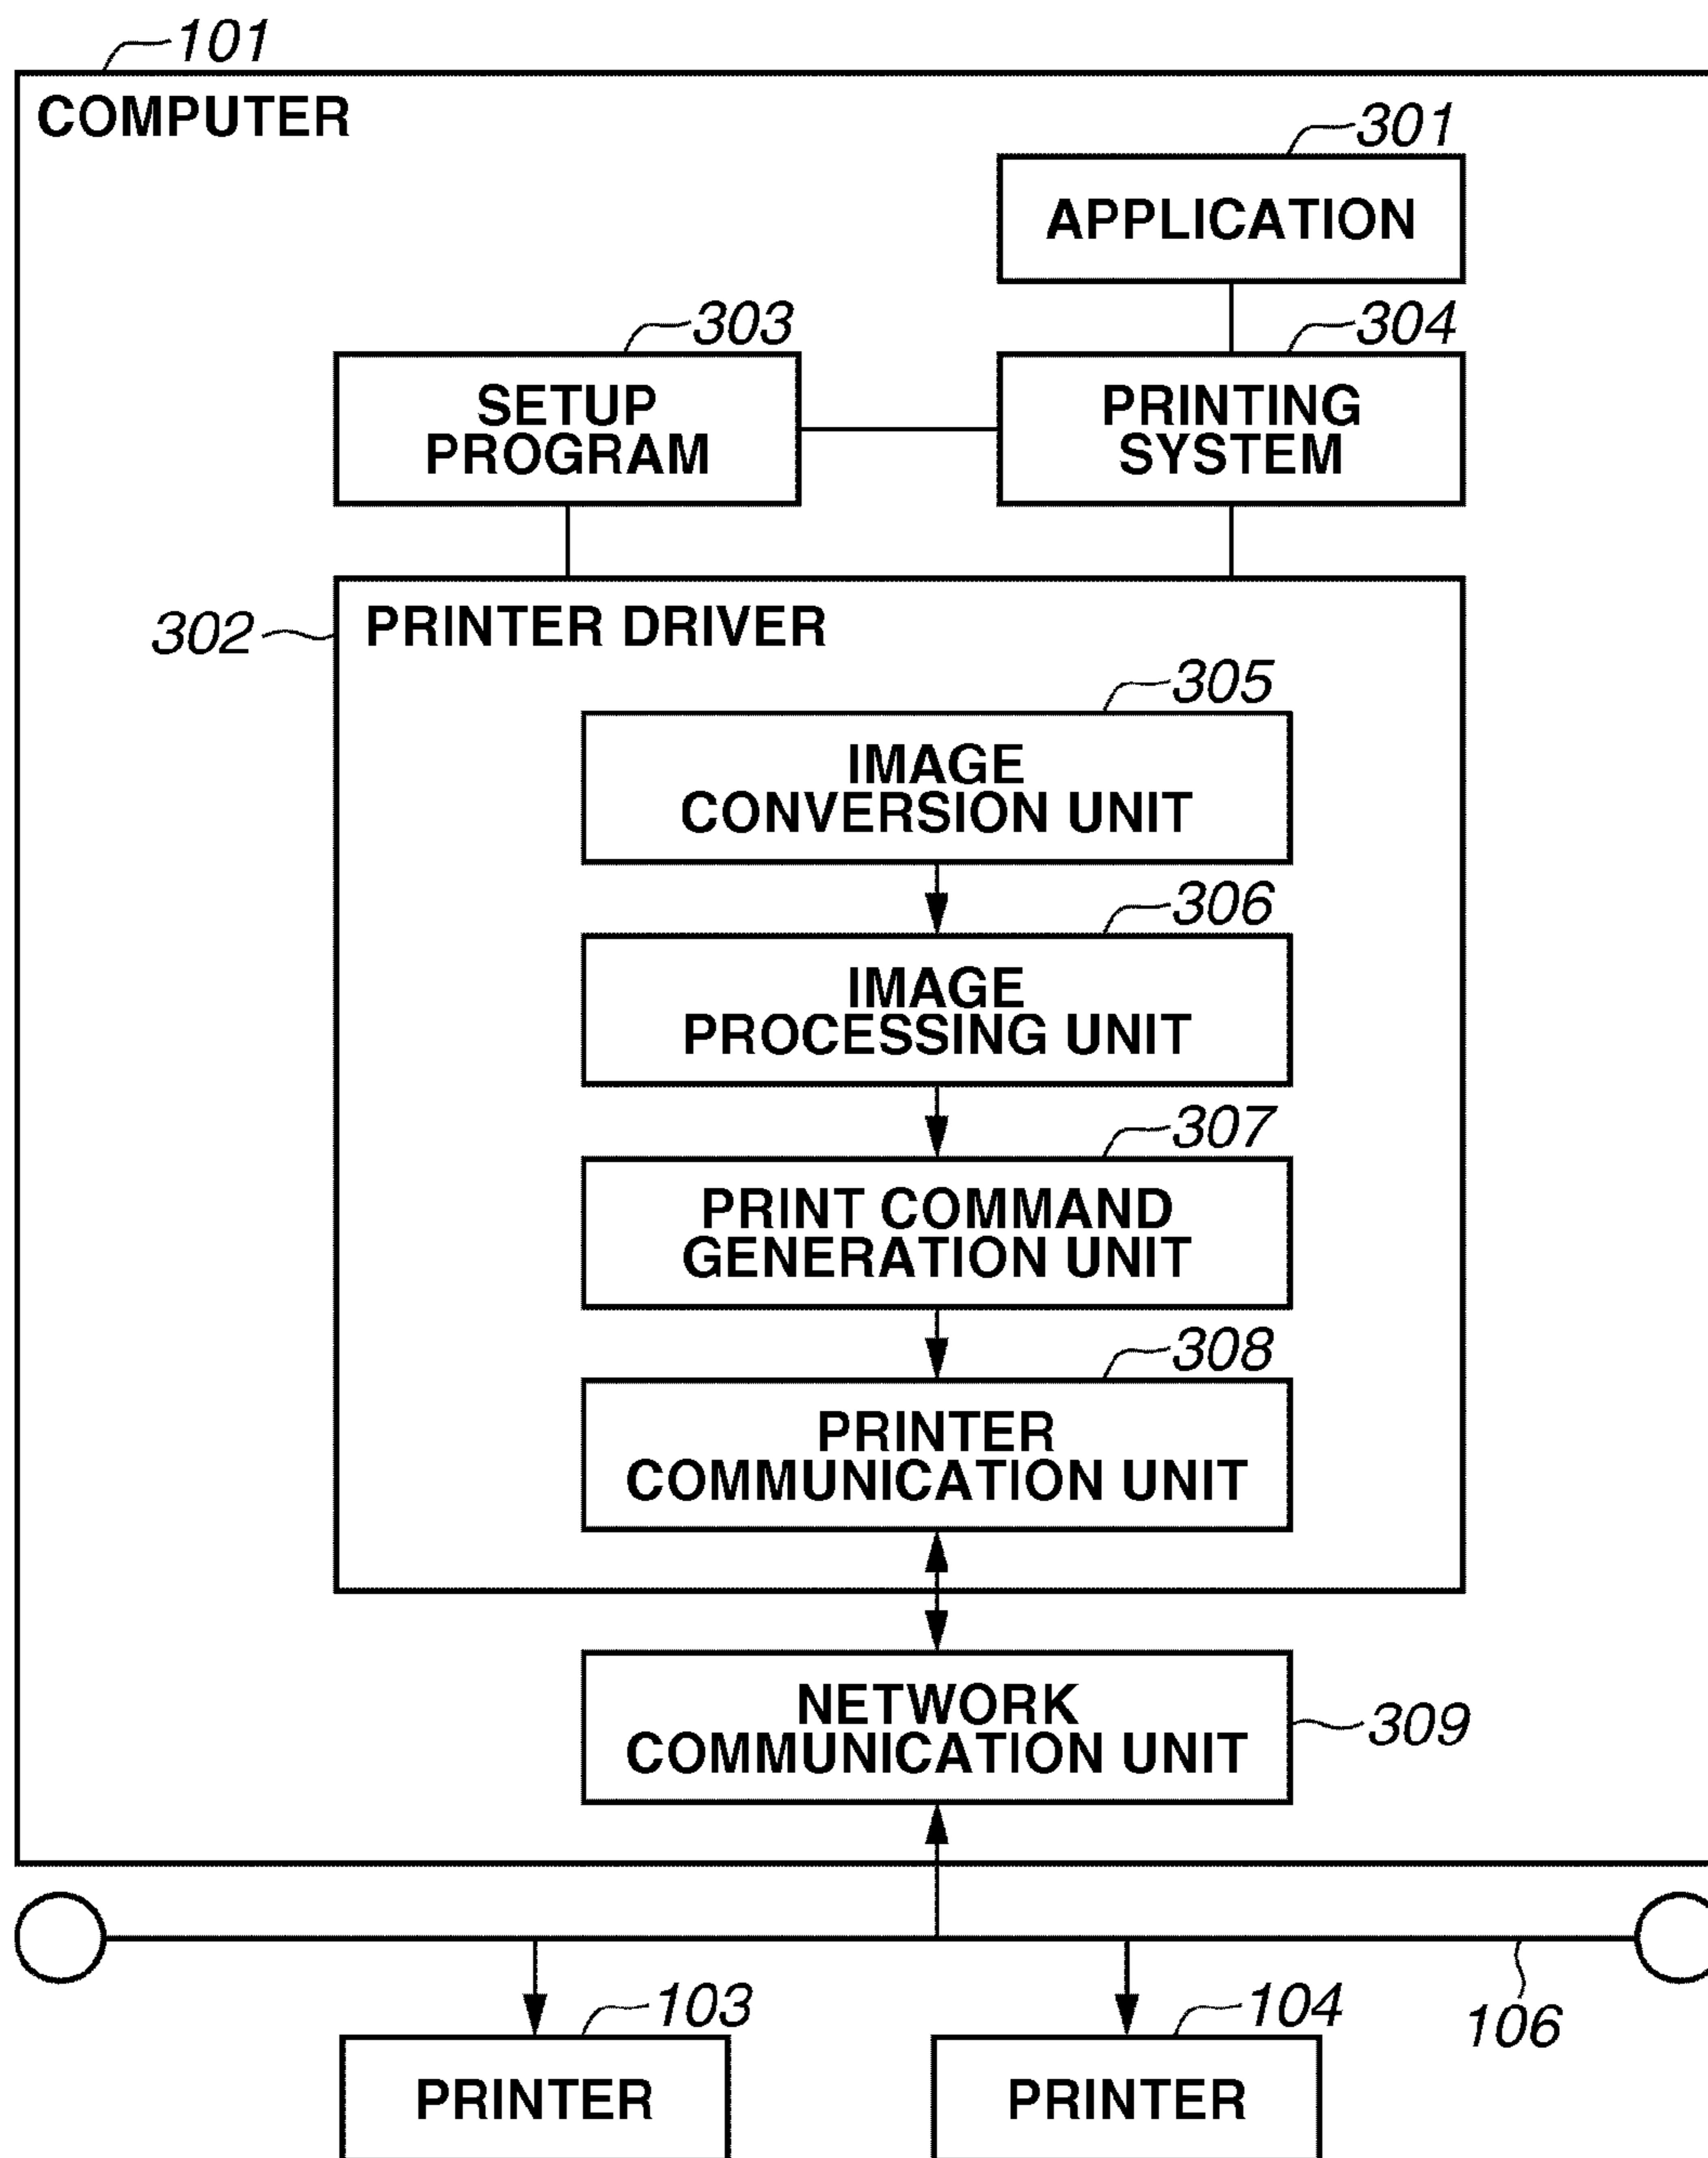 101
COMPUTER
301
APPLICATION
303
304
SETUP
PROGRAM
PRINTING
SYSTEM
302
PRINTER DRIVER
305
IMAGE
CONVERSION UNIT
306
IMAGE
PROCESSING UNIT
307
PRINT COMMAND
GENERATION UNIT
308
PRINTER
COMMUNICATION UNIT
NETWORK
COMMUNICATION UNIT
309
103
104
106
PRINTER
PRINTER